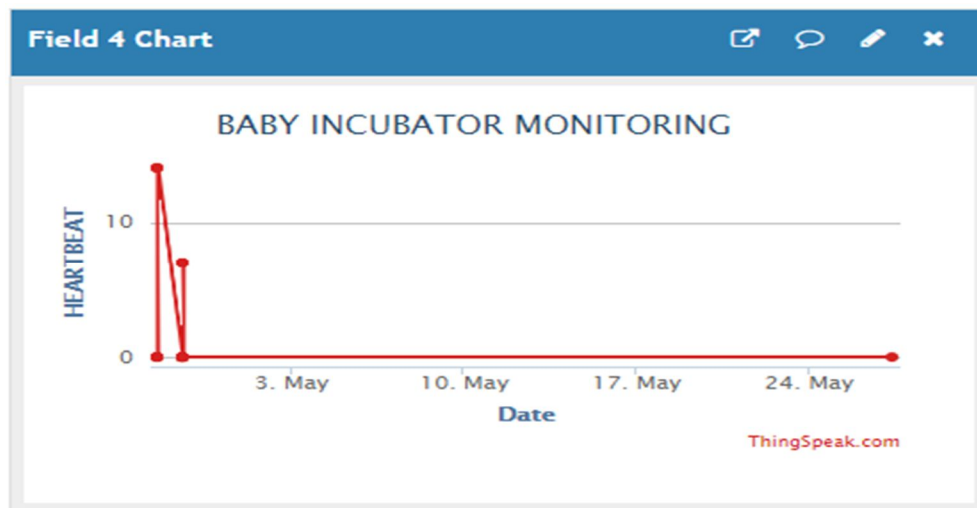 Field 4 Chart
BABY INCUBATOR MONITORING
HEARTBEAT
10
0
3. May 10. May 17. May 24. May
Date
ThingSpeak.com